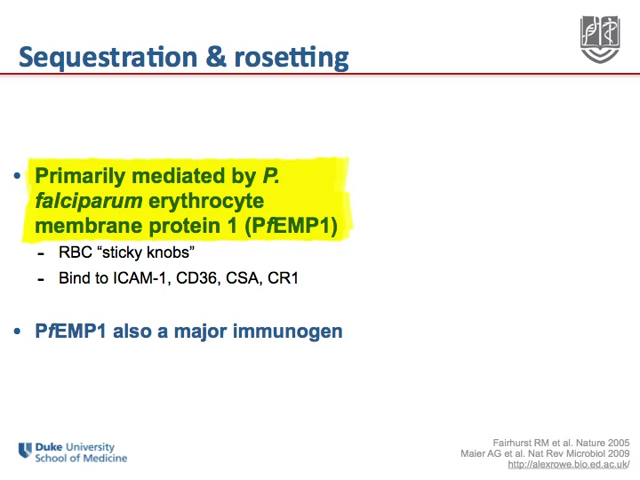 Sequestration & rosetting
• Primarily mediated by P.
falciparum erythrocyte
membrane protein 1 (PfEMP1)
- RBC “sticky knobs”
- Bind to ICAM-1, CD36, CSA, CR1
• PfEMP1 also a major immunogen
Duke University
School of Medicine
Fairhurst RM et al. Nature 2005
Maier AG et al. Nat Rev Microbiol 2009
http://alexrowe.bio.ed.ac.uk/